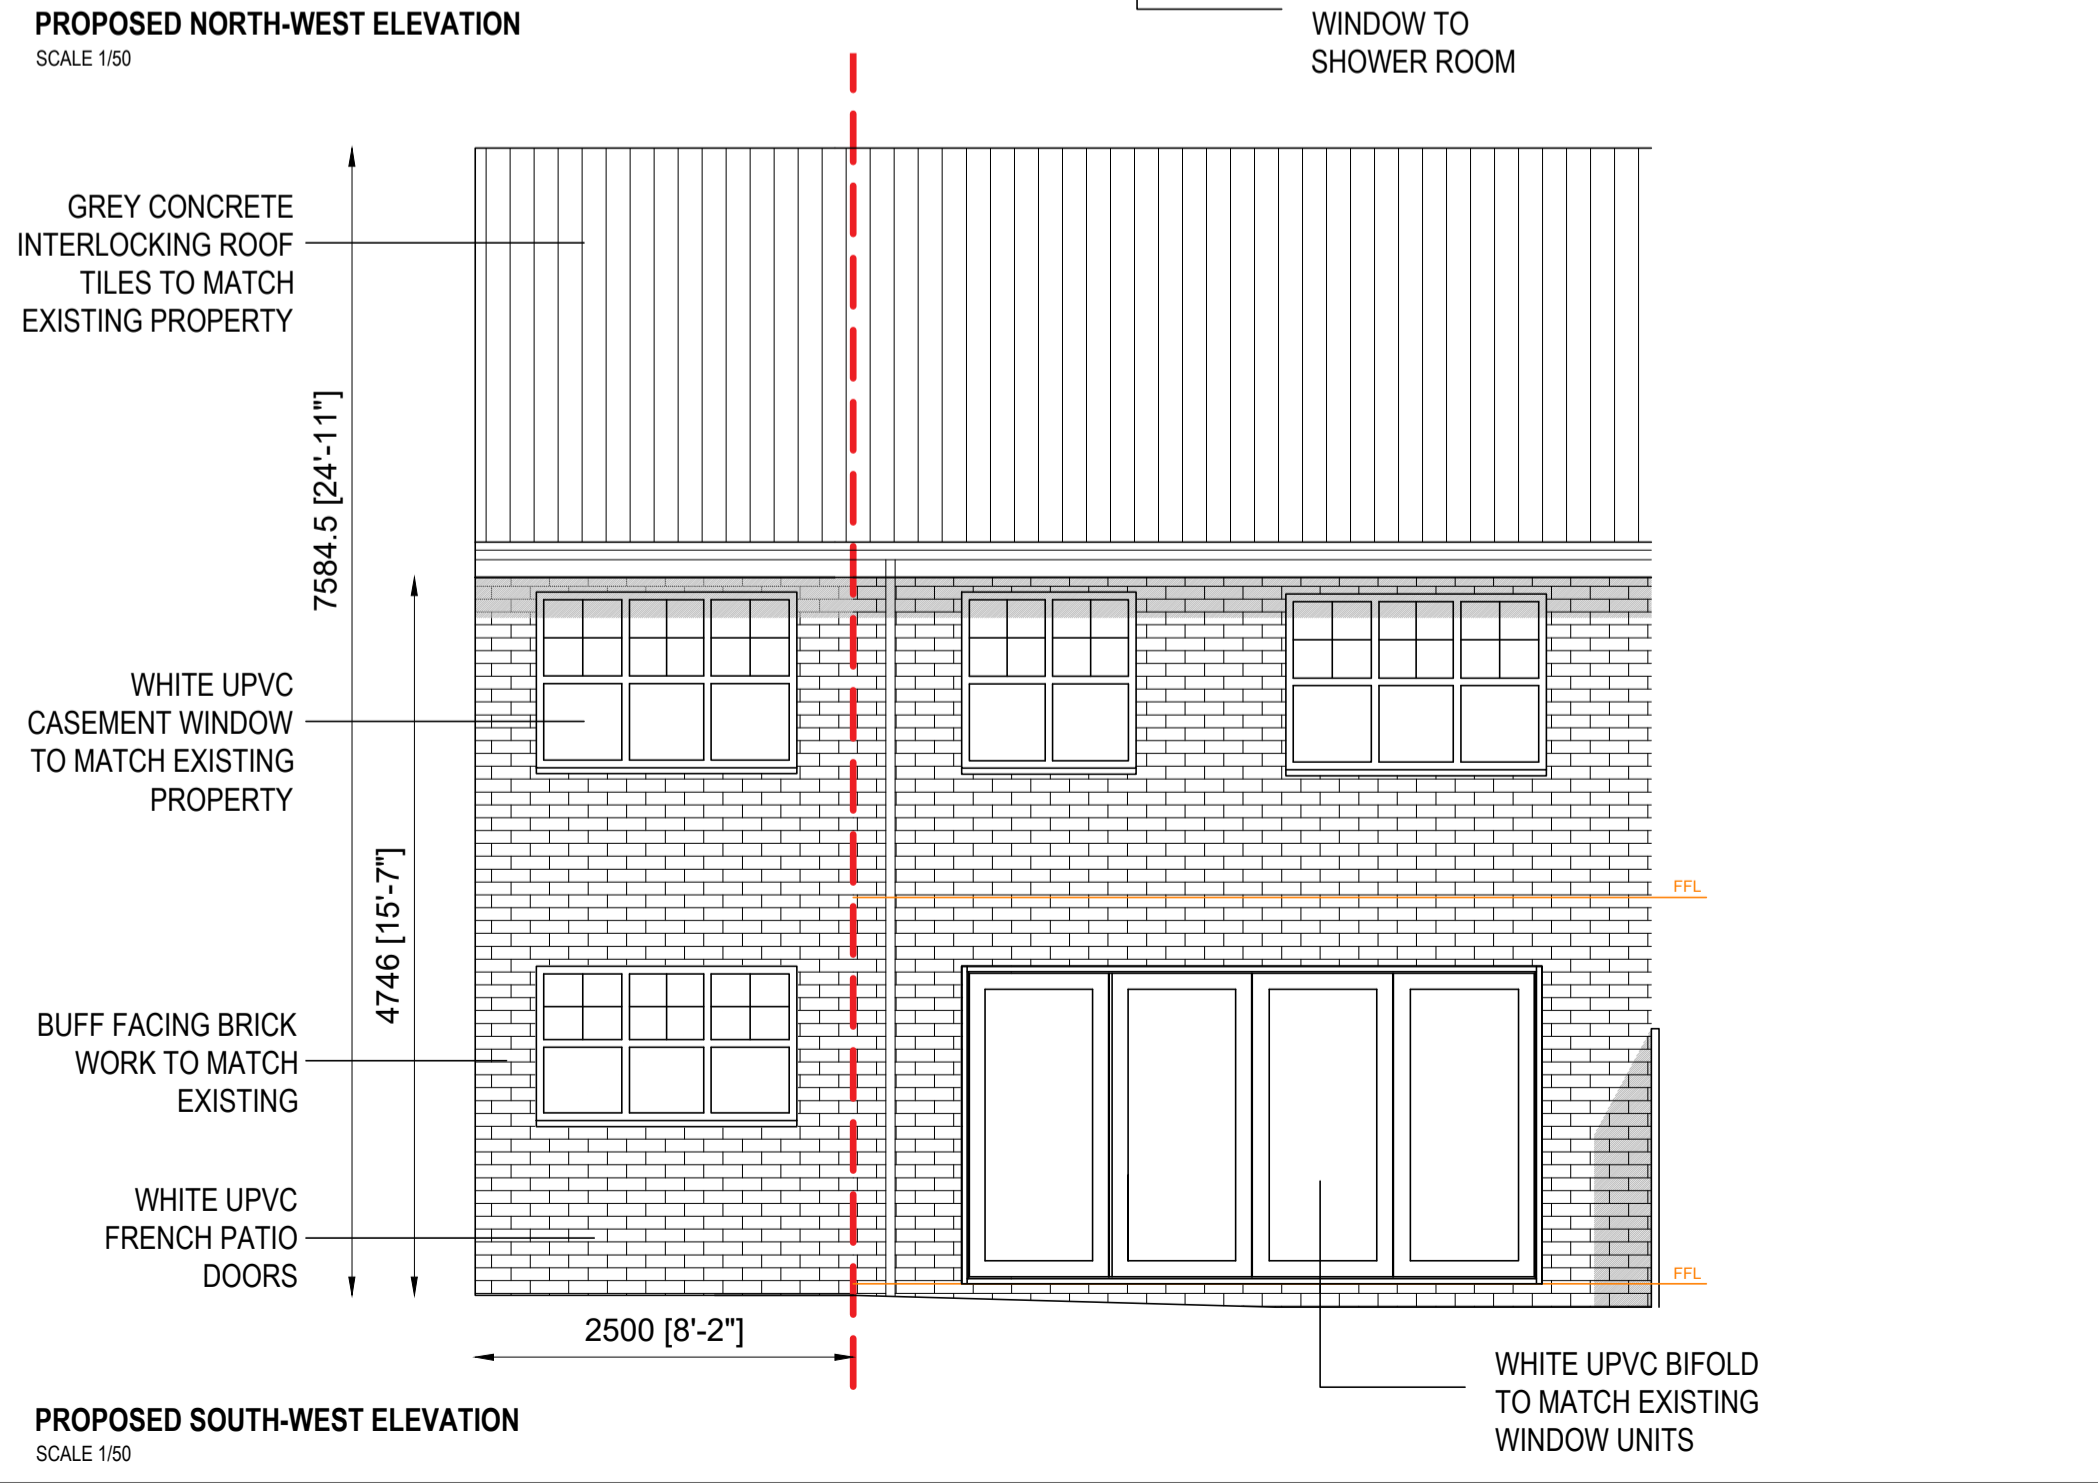 PROPOSED NORTH-WEST ELEVATION
SCALE 1/50
WINDOW TO
SHOWER ROOM
GREY CONCRETE
INTERLOCKING ROOF
TILES TO MATCH
EXISTING PROPERTY
7584.5 [24'-11"]
WHITE UPVC
CASEMENT WINDOW
TO MATCH EXISTING
PROPERTY
4746 [15'-7"]
FFL
BUFF FACING BRICK
WORK TO MATCH
EXISTING
WHITE UPVC
FRENCH PATIO
DOORS
FFL
2500 [8'-2"]
WHITE UPVC BIFOLD
TO MATCH EXISTING
WINDOW UNITS
PROPOSED SOUTH-WEST ELEVATION
SCALE 1/50